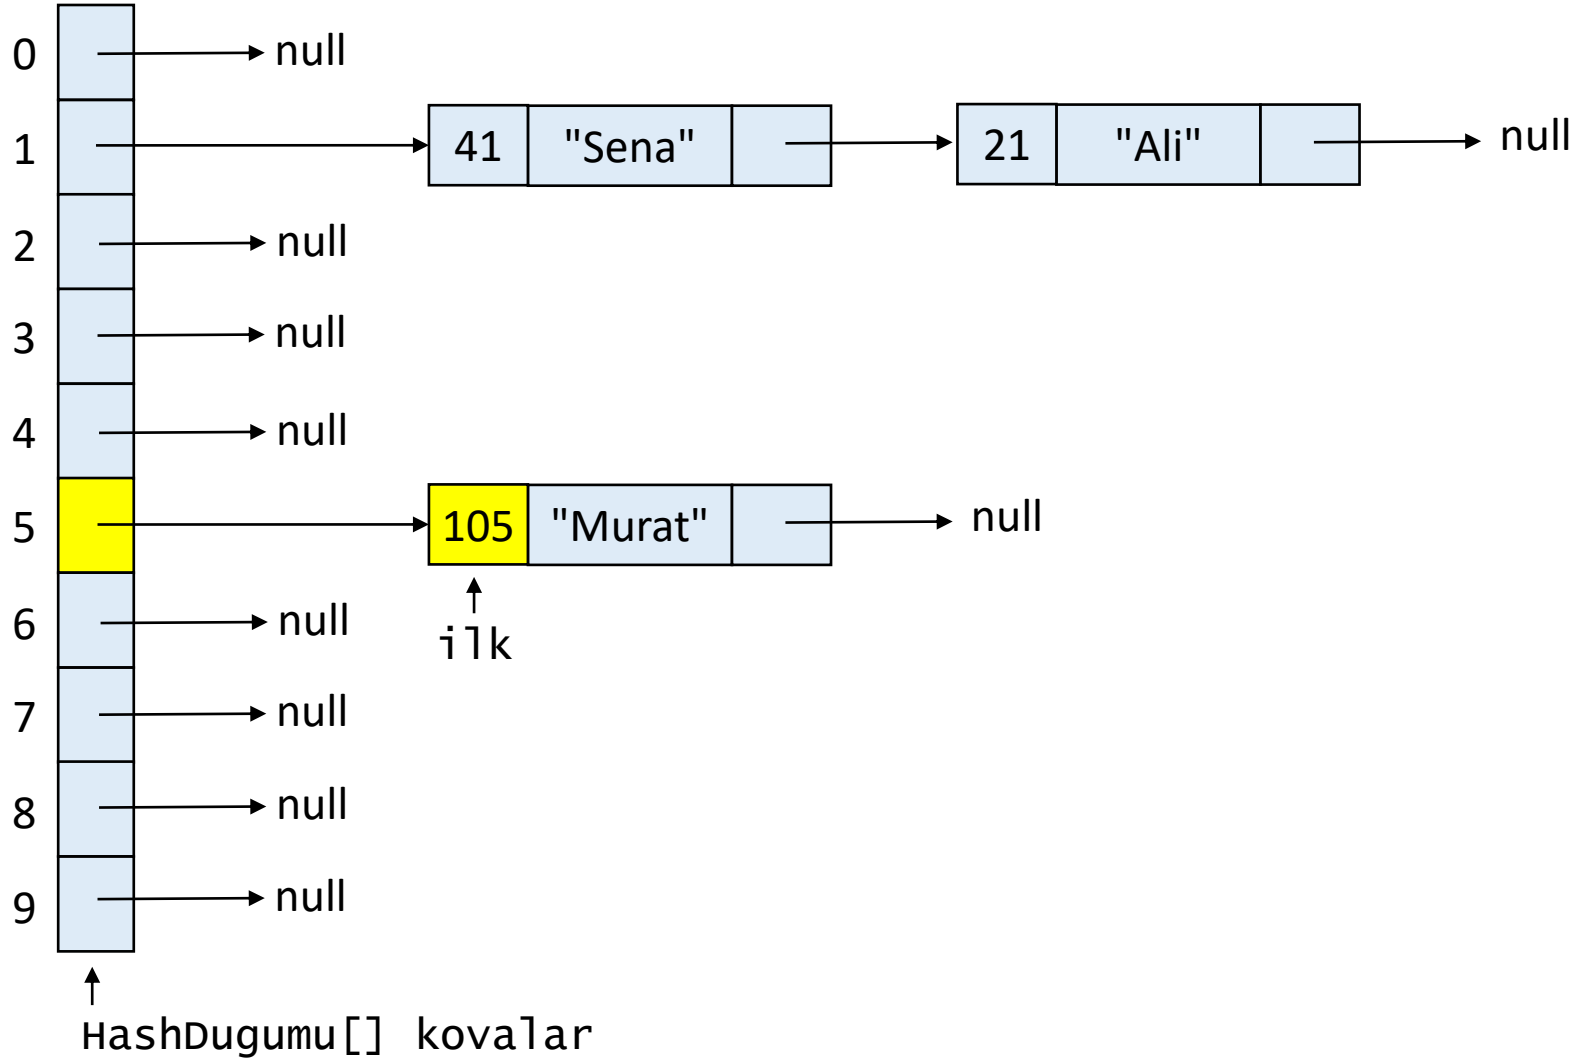 0 null
1 41 "Sena" 21 "Ali" null
2 null
3 null
4 null
5 105 "Murat" null
ilk
6 null
7 null
8 null
9 null
HashDugumu[] kovalar